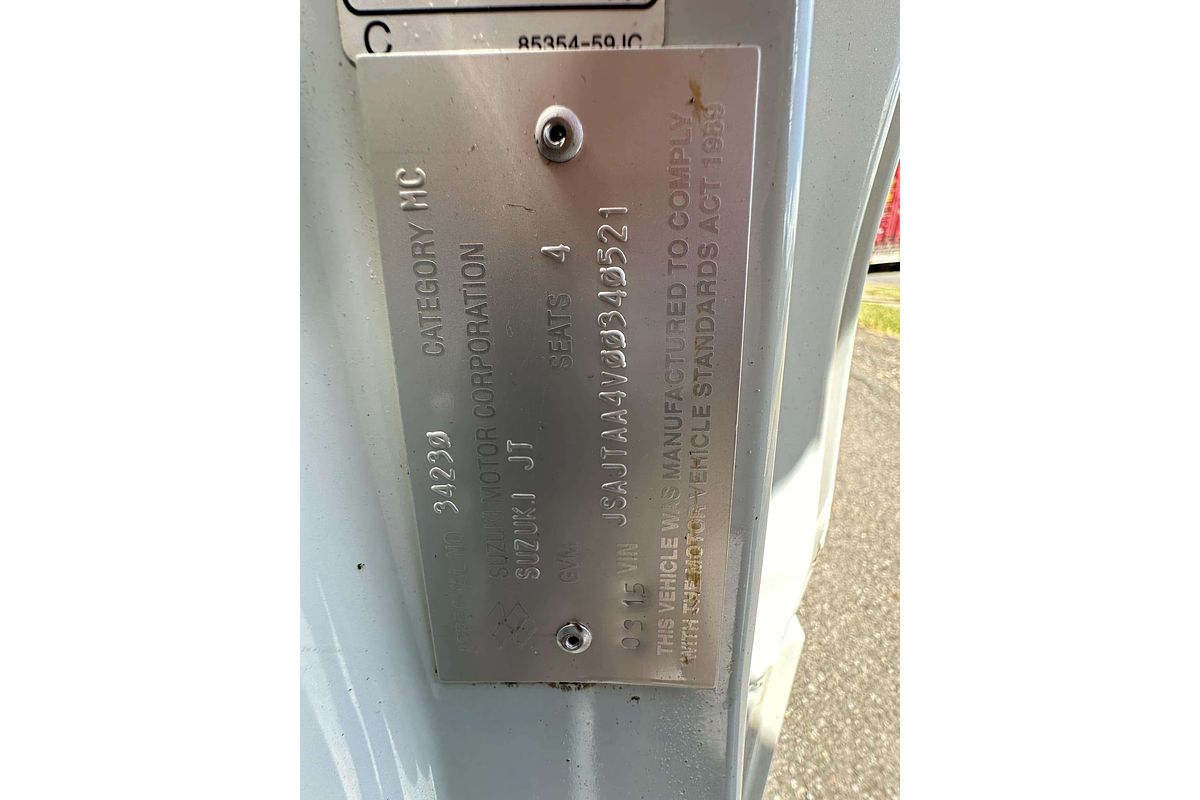 C 85354-59JC
APPROVAL NO 34230 CATEGORY MC
SUZUKI MOTOR CORPORATION
SUZUKI JT
GVM SEATS 4
03.15 VIN JSAJTAA4V00340521
THIS VEHICLE WAS MANUFACTURED TO COMPLY
WITH THE MOTOR VEHICLE STANDARDS ACT 1989